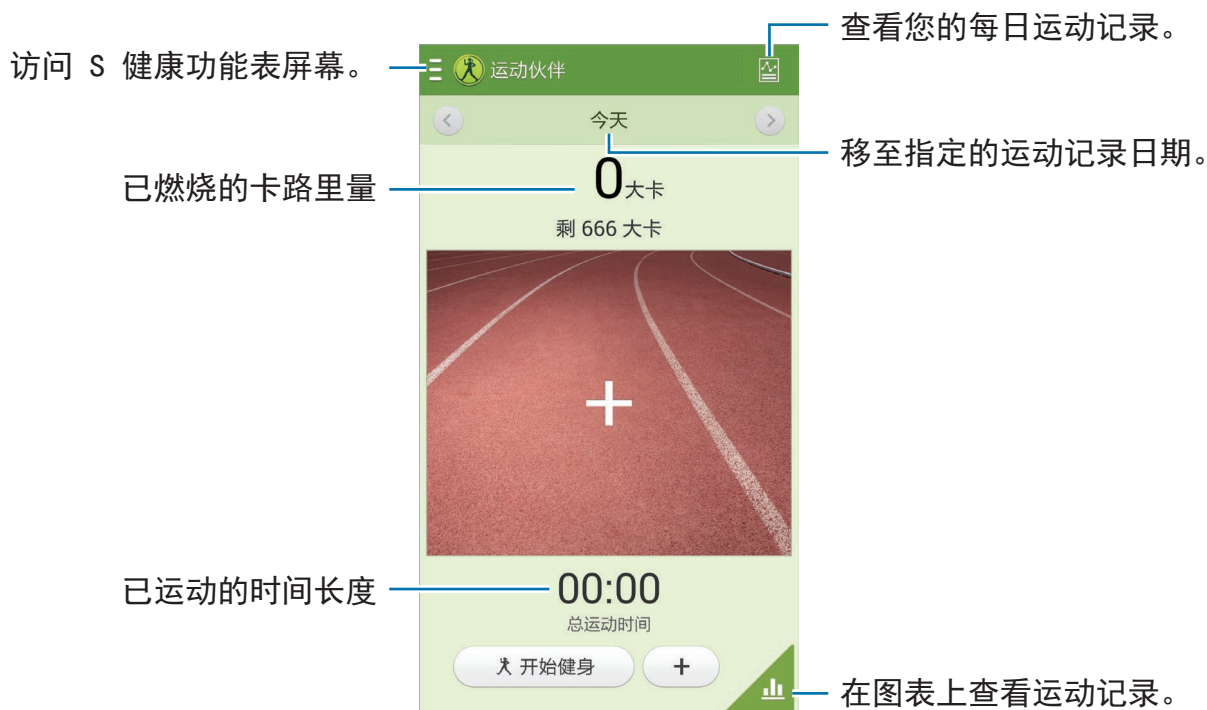 查看您的每日运动记录。
访问 S 健康功能表屏幕。
运动伙伴
今天
移至指定的运动记录日期。
已燃烧的卡路里量
0大卡
剩 666 大卡
已运动的时间长度
00:00
总运动时间
开始健身
+
在图表上查看运动记录。